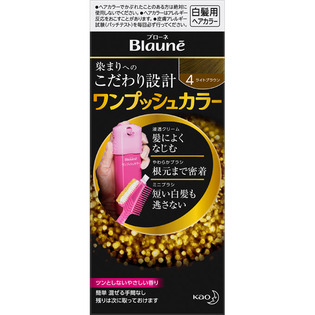 ●ヘアカラーでかぶれたことのある方は絶対に
使用しないでください。●ヘアカラーはアレルギー
反応をおこすことがあります。●皮膚アレルギー
試験(パッチテスト)を毎回必ず行ってください。
白髪用
ヘアカラー
ブローネ
Blauné
染まりへの
こだわり設計
4
ライトブラウン
ワンプッシュカラー
浸透クリーム
髪によく
なじむ
やわらかブラシ
根元まで密着
ミニブラシ
短い白髪も
逃さない
Blauné
ツンとしないやさしい香り
簡単 混ぜる手間なし
残りは次に取っておけます
Kao